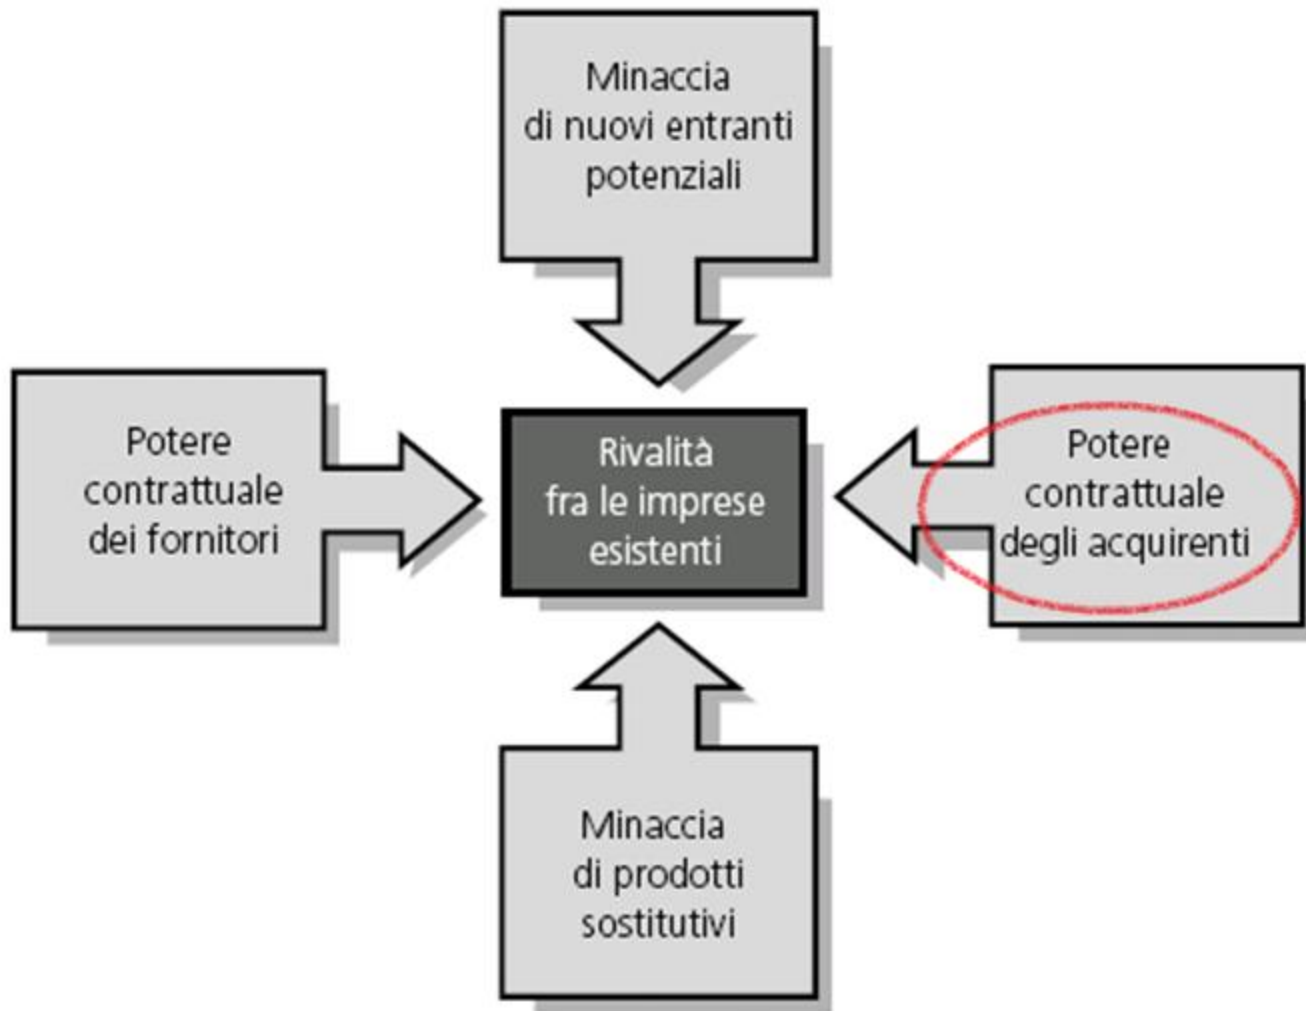 Minaccia
di nuovi entranti
potenziali
Potere
contrattuale
dei fornitori
Rivalità
fra le imprese
esistenti
Potere
contrattuale
degli acquirenti
Minaccia
di prodotti
sostitutivi